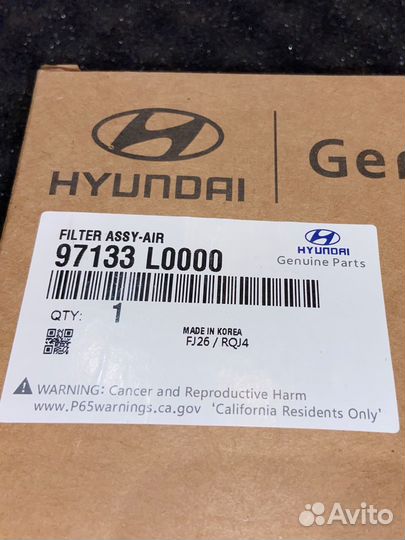 HYUNDAI
Gen
FILTER ASSY-AIR
97133 L0000
HYUNDAI
Genuine Parts
QTY: 1
MADE IN KOREA
FJ26 / RQJ4
WARNING: Cancer and Reproductive Harm
www.P65warnings.ca.gov 'California Residents Only'
Avito